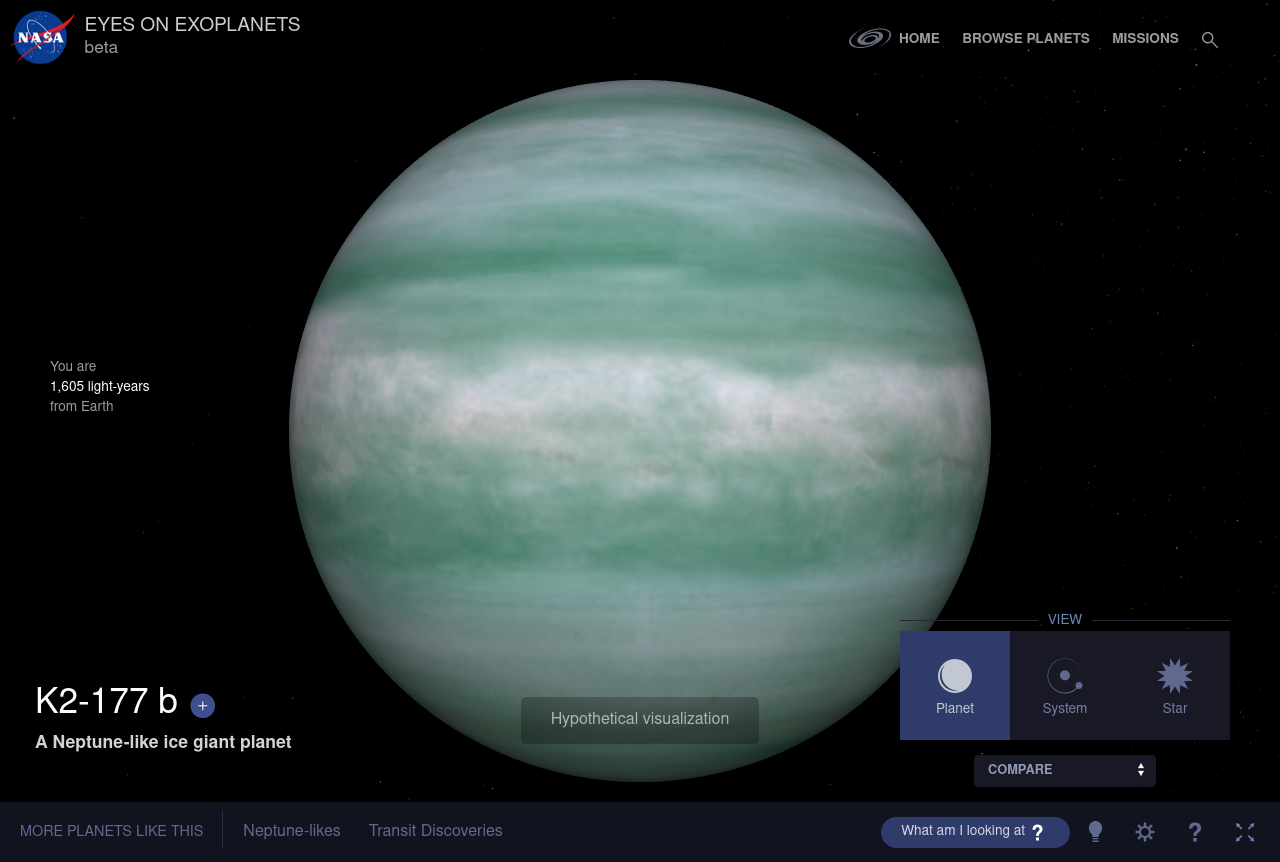 NASA
EYES ON EXOPLANETS
beta
HOME
BROWSE PLANETS
MISSIONS
You are
1,605 light-years
from Earth
K2-177 b +
A Neptune-like ice giant planet
Hypothetical visualization
VIEW
Planet
System
Star
COMPARE
MORE PLANETS LIKE THIS
Neptune-likes
Transit Discoveries
What am I looking at ?
?